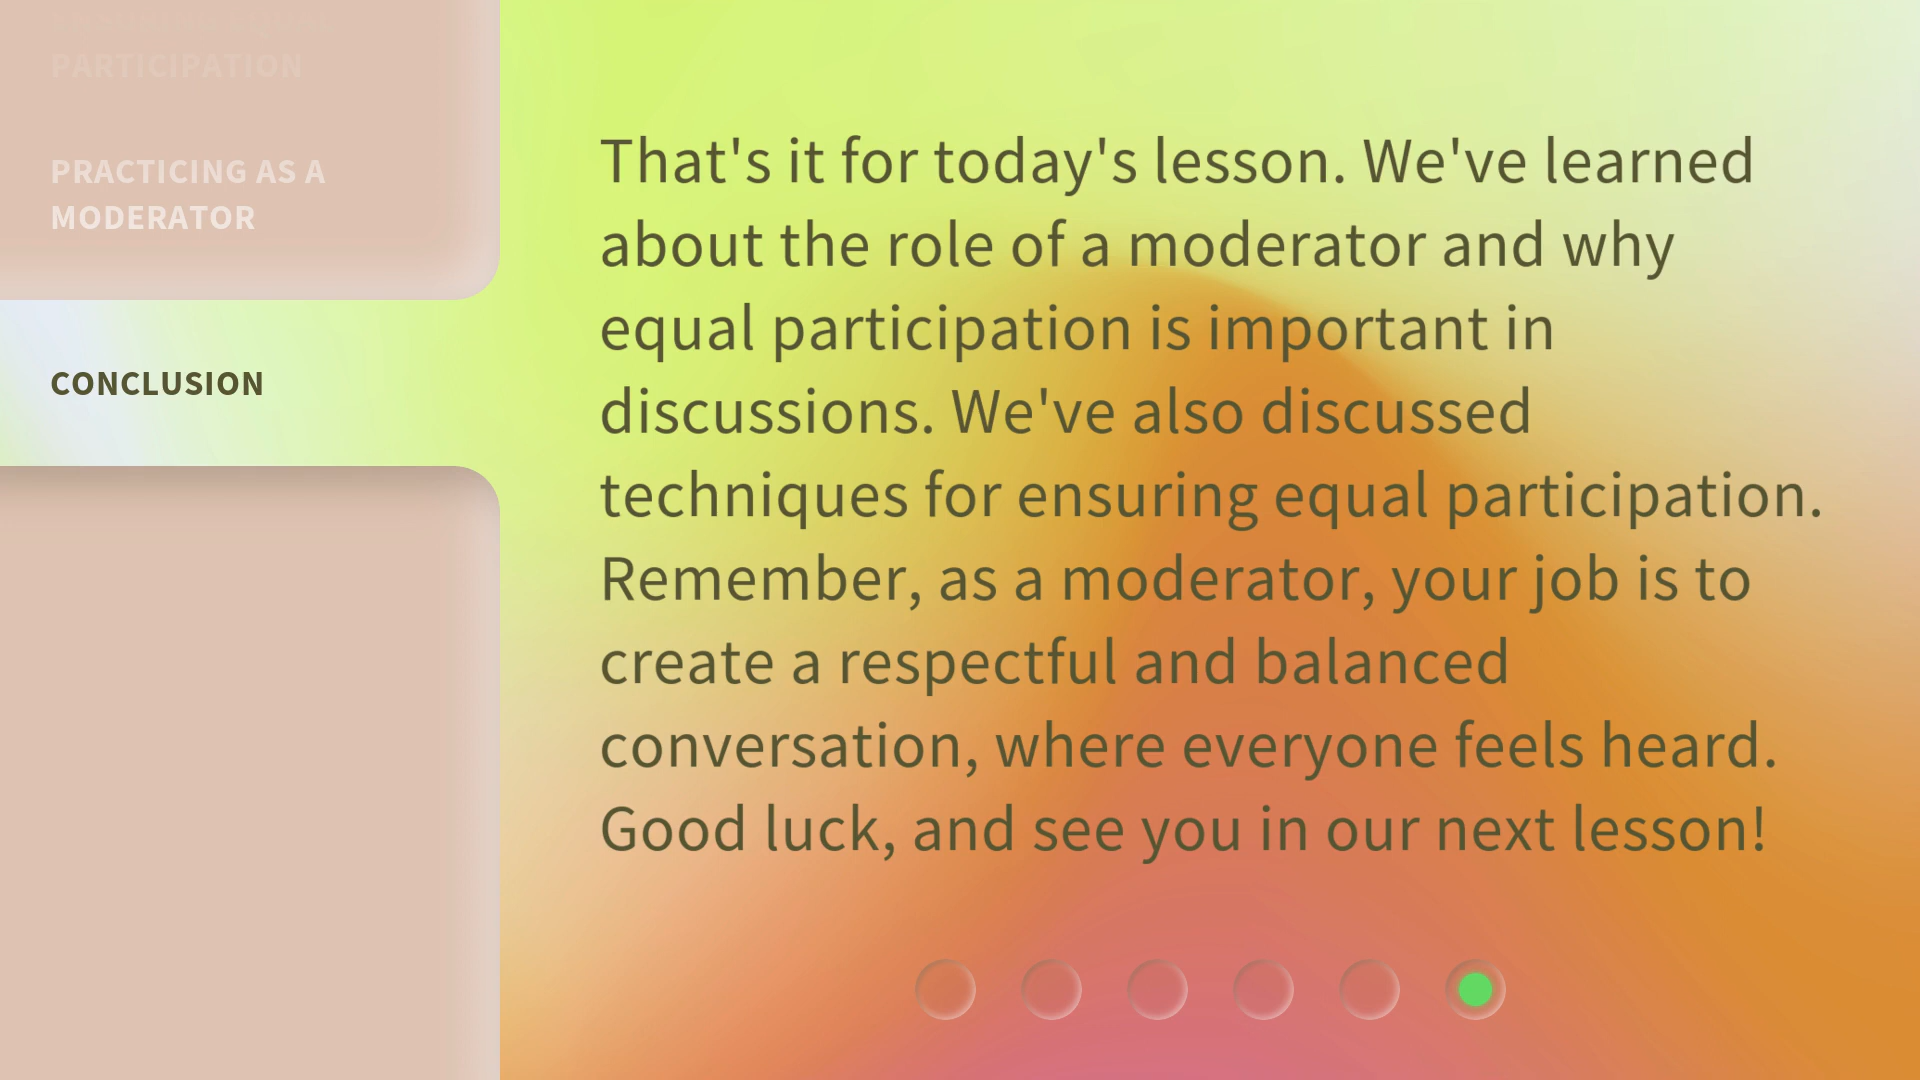 PARTICIPATION
PRACTICING AS A
MODERATOR
CONCLUSION
That's it for today's lesson. We've learned
about the role of a moderator and why
equal participation is important in
discussions. We've also discussed
techniques for ensuring equal participation.
Remember, as a moderator, your job is to
create a respectful and balanced
conversation, where everyone feels heard.
Good luck, and see you in our next lesson!